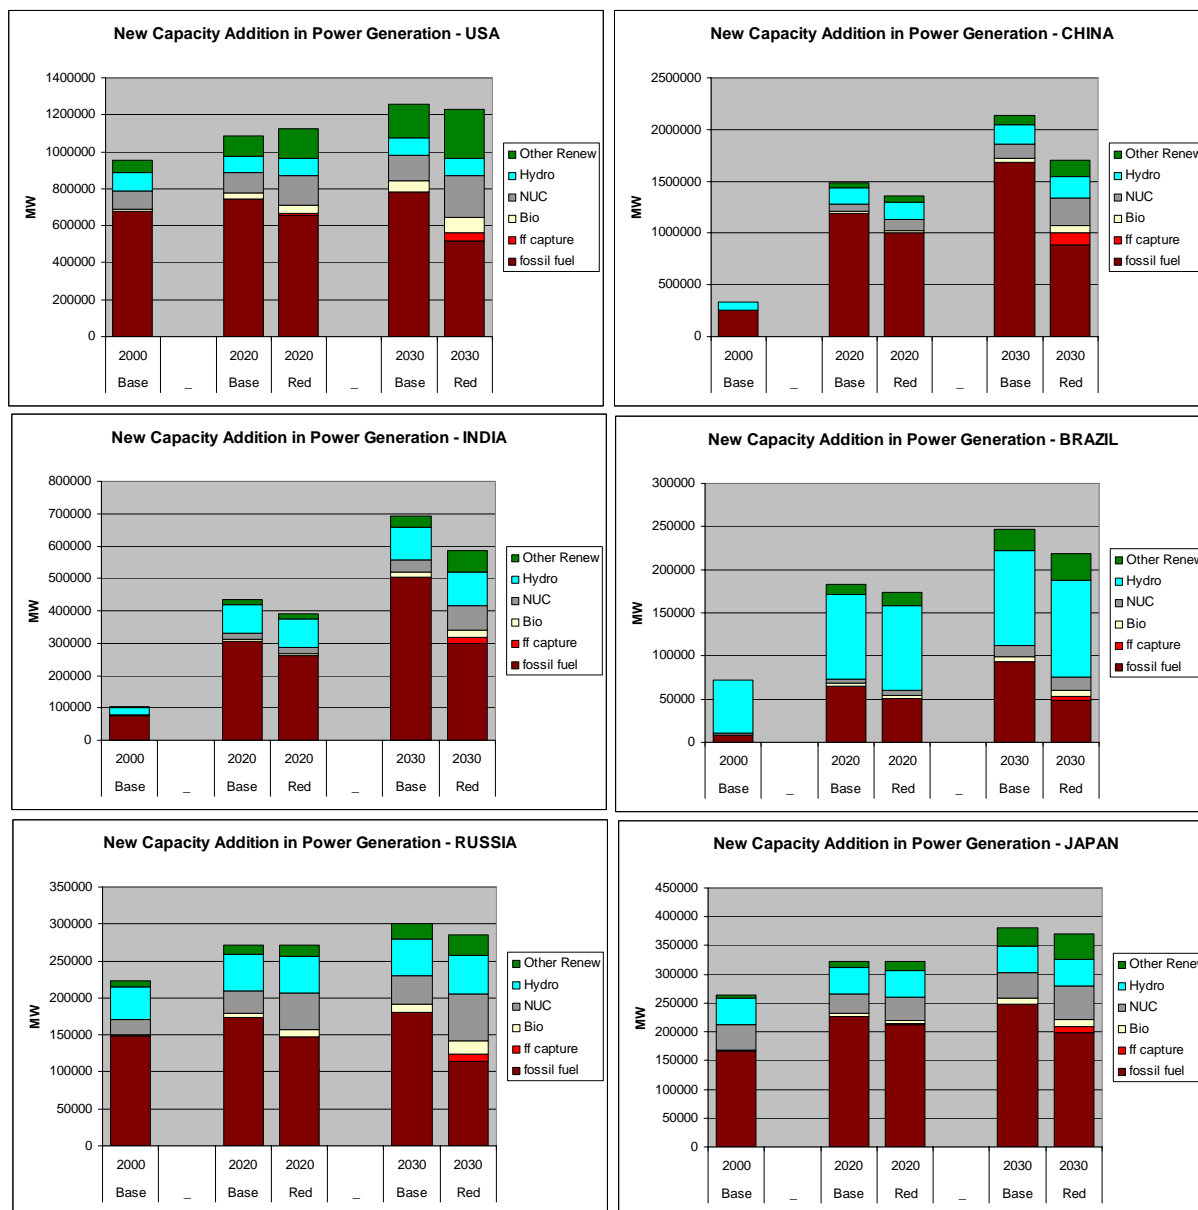 New Capacity Addition in Power Generation - USA
1400000
1200000
1000000
800000
600000
400000
200000
0
MW
2000
2020
2020
2030
2030
Base
_
Base
Red
_
Base
Red
Other Renew
Hydro
NUC
Bio
ff capture
fossil fuel
New Capacity Addition in Power Generation - CHINA
2500000
2000000
1500000
1000000
500000
0
MW
2000
2020
2020
2030
2030
Base
_
Base
Red
_
Base
Red
Other Renew
Hydro
NUC
Bio
ff capture
fossil fuel
New Capacity Addition in Power Generation - INDIA
800000
700000
600000
500000
400000
300000
200000
100000
0
MW
2000
2020
2020
2030
2030
Base
_
Base
Red
_
Base
Red
Other Renew
Hydro
NUC
Bio
ff capture
fossil fuel
New Capacity Addition in Power Generation - BRAZIL
300000
250000
200000
150000
100000
50000
0
MW
2000
2020
2020
2030
2030
Base
_
Base
Red
_
Base
Red
Other Renew
Hydro
NUC
Bio
ff capture
fossil fuel
New Capacity Addition in Power Generation - RUSSIA
350000
300000
250000
200000
150000
100000
50000
0
MW
2000
2020
2020
2030
2030
Base
_
Base
Red
_
Base
Red
Other Renew
Hydro
NUC
Bio
ff capture
fossil fuel
New Capacity Addition in Power Generation - JAPAN
450000
400000
350000
300000
250000
200000
150000
100000
50000
0
MW
2000
2020
2020
2030
2030
Base
_
Base
Red
_
Base
Red
Other Renew
Hydro
NUC
Bio
ff capture
fossil fuel